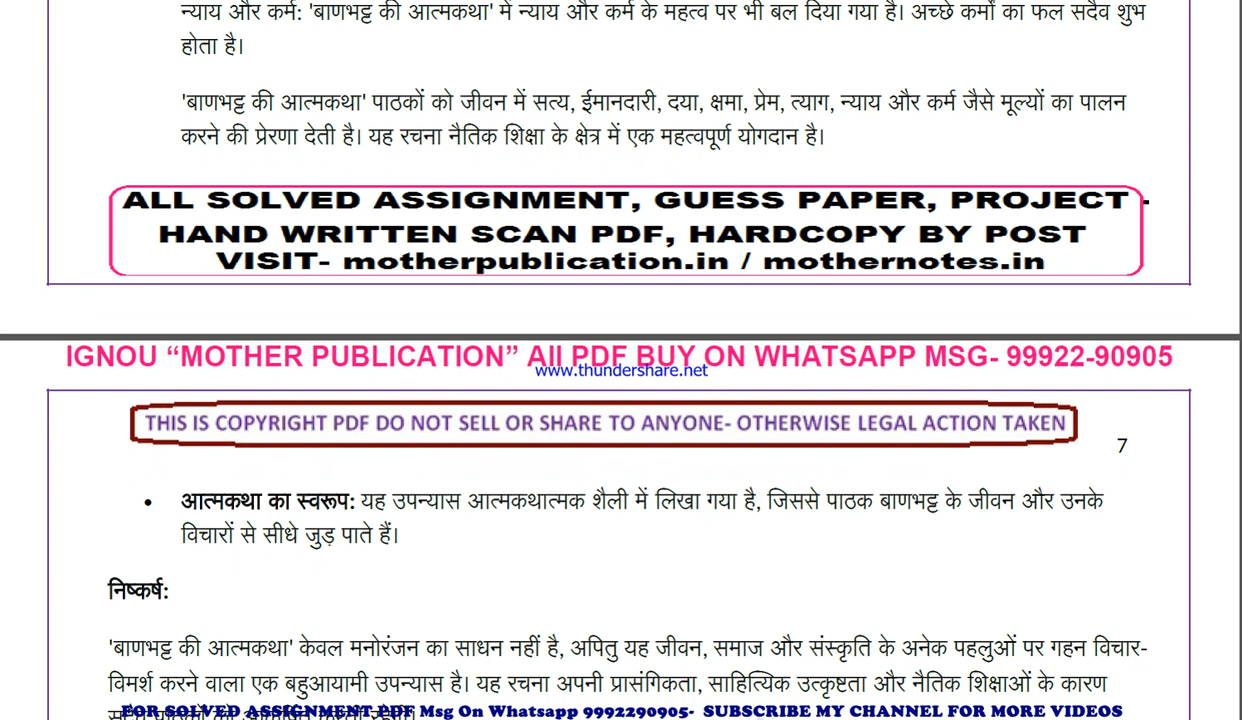 न्याय और कर्म: 'बाणभट्ट की आत्मकथा' में न्याय और कर्म के महत्व पर भी बल दिया गया है। अच्छे कर्मों का फल सदैव शुभ
होता है।
'बाणभट्ट की आत्मकथा' पाठकों को जीवन में सत्य, ईमानदारी, दया, क्षमा, प्रेम, त्याग, न्याय और कर्म जैसे मूल्यों का पालन
करने की प्रेरणा देती है। यह रचना नैतिक शिक्षा के क्षेत्र में एक महत्वपूर्ण योगदान है।
ALL SOLVED ASSIGNMENT, GUESS PAPER, PROJECT -
HAND WRITTEN SCAN PDF, HARDCOPY BY POST
VISIT- motherpublication.in / mothernotes.in
IGNOU “MOTHER PUBLICATION” All PDF BUY ON WHATSAPP MSG- 99922-90905
www.thundershare.net
THIS IS COPYRIGHT PDF DO NOT SELL OR SHARE TO ANYONE- OTHERWISE LEGAL ACTION TAKEN
7
• आत्मकथा का स्वरूप: यह उपन्यास आत्मकथात्मक शैली में लिखा गया है, जिससे पाठक बाणभट्ट के जीवन और उनके
विचारों से सीधे जुड़ पाते हैं।
निष्कर्ष:
'बाणभट्ट की आत्मकथा' केवल मनोरंजन का साधन नहीं है, अपितु यह जीवन, समाज और संस्कृति के अनेक पहलुओं पर गहन विचार-
विमर्श करने वाला एक बहुआयामी उपन्यास है। यह रचना अपनी प्रासंगिकता, साहित्यिक उत्कृष्टता और नैतिक शिक्षाओं के कारण
FOR SOLVED ASSIGNMENT PDF Msg On Whatsapp 9992290905- SUBSCRIBE MY CHANNEL FOR MORE VIDEOS